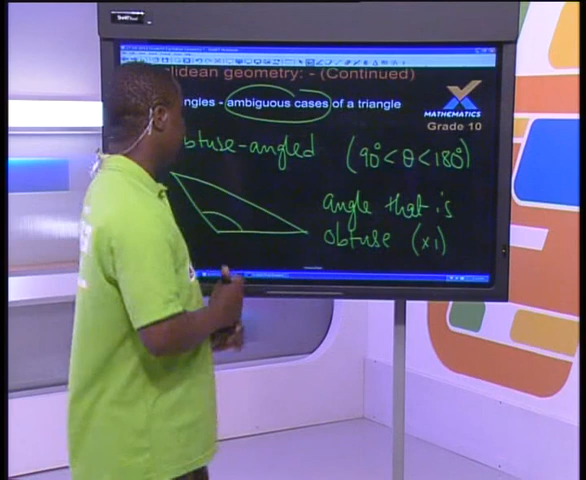 lidean geometry: - (Continued)
ngles - ambiguous cases of a triangle
MATHEMATICS
Grade 10
btuse-angled (90° < θ < 180°)
angle that is
obtuse (x1)